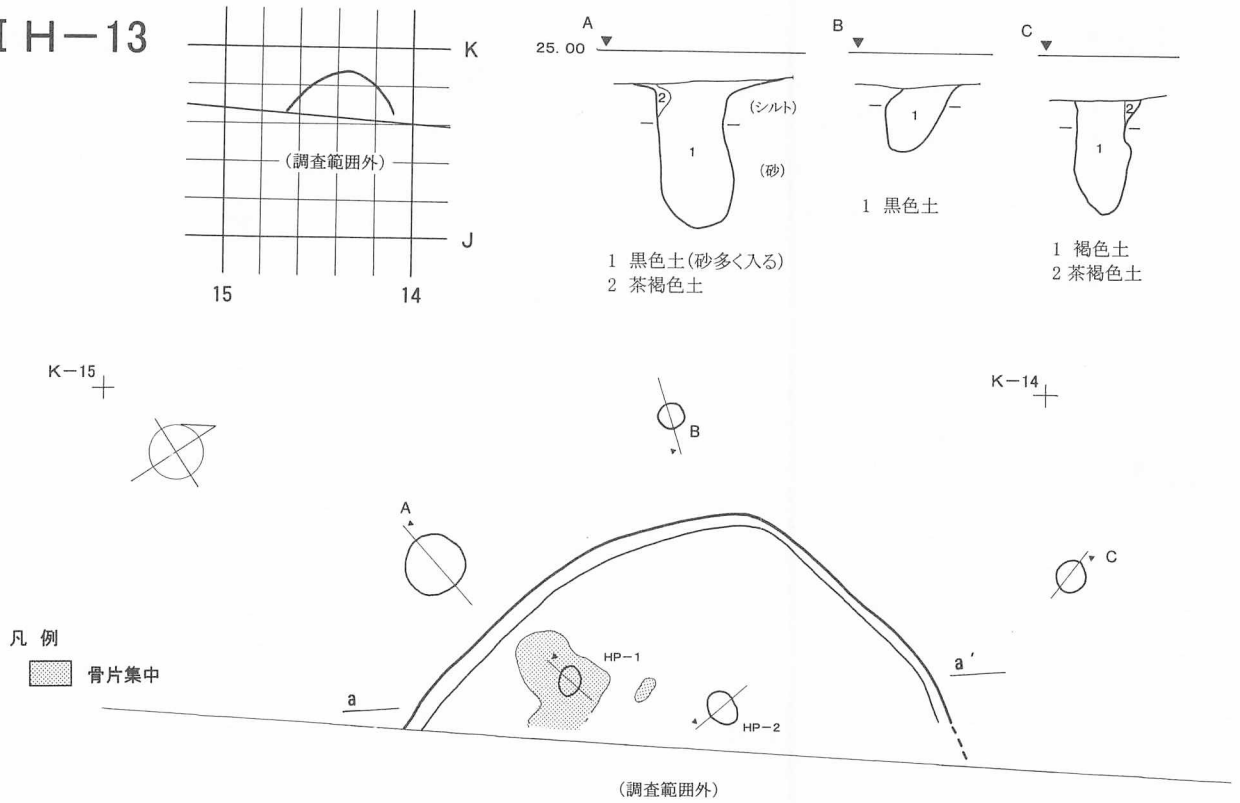 I H-13
K
(調査範囲外)
J
15
14
A
25.00
2
1
(シルト)
(砂)
1 黒色土(砂多く入る)
2 茶褐色土
B
1
1 黒色土
C
2
1
1 褐色土
2 茶褐色土
K-15
K-14
B
A
C
凡 例
骨片集中
HP-1
HP-2
a
a'
(調査範囲外)